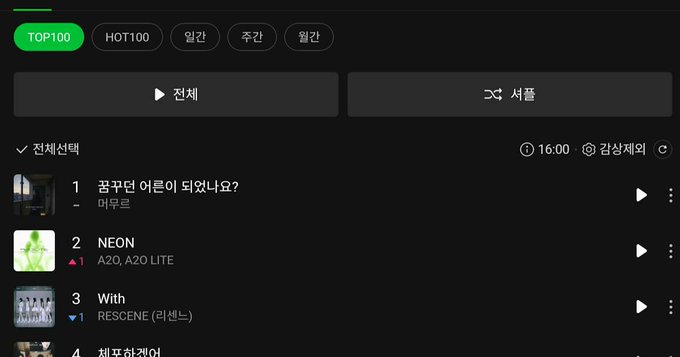 TOP100 HOT100 일간 주간 월간
전체 셔플
전체선택 16:00 · 감상제외
1 꿈꾸던 어른이 되었나요?
– 머무르
2 NEON
1 A2O, A2O LITE
3 With
1 RESCENE (리센느)
4 체포하겠어